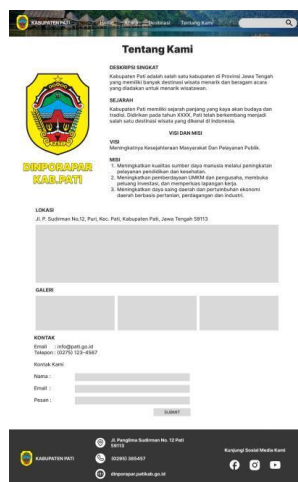 KABUPATEN PATI
Home
Event
Destinasi
Tentang Kami
Tentang Kami
DESKRIPSI SINGKAT
Kabupaten Pati adalah salah satu kabupaten di Provinsi Jawa Tengah
yang memiliki banyak destinasi wisata menarik dan beragam acara
yang diadakan untuk menarik wisatawan.
SEJARAH
Kabupaten Pati memiliki sejarah panjang yang kaya akan budaya dan
tradisi. Didirikan pada tahun XXXX, Pati telah berkembang menjadi
salah satu destinasi wisata yang dikenal di Indonesia.
VISI DAN MISI
VISI
Meningkatnya Kesejahteraan Masyarakat Dan Pelayanan Publik.
MISI
1. Meningkatkan kualitas sumber daya manusia melalui peningkatan
pelayanan pendidikan dan kesehatan.
2. Meningkatkan pemberdayaan UMKM dan pengusaha, membuka
peluang investasi, dan memperluas lapangan kerja.
3. Meningkatkan daya saing daerah dan pertumbuhan ekonomi
daerah berbasis pertanian, perdagangan dan industri.
DINPORAPAR
KAB.PATI
LOKASI
Jl. P. Sudirman No.12, Puri, Kec. Pati, Kabupaten Pati, Jawa Tengah 59113
GALERI
KONTAK
Email : info@pati.go.id
Telepon : (0275) 123-4567
Kontak Kami
Nama :
Email :
Pesan :
SUBMIT
KABUPATEN PATI
Jl. Panglima Sudirman No. 12 Pati
59113
(0295) 385457
dinporapar.patikab.go.id
Kunjungi Sosial Media Kami